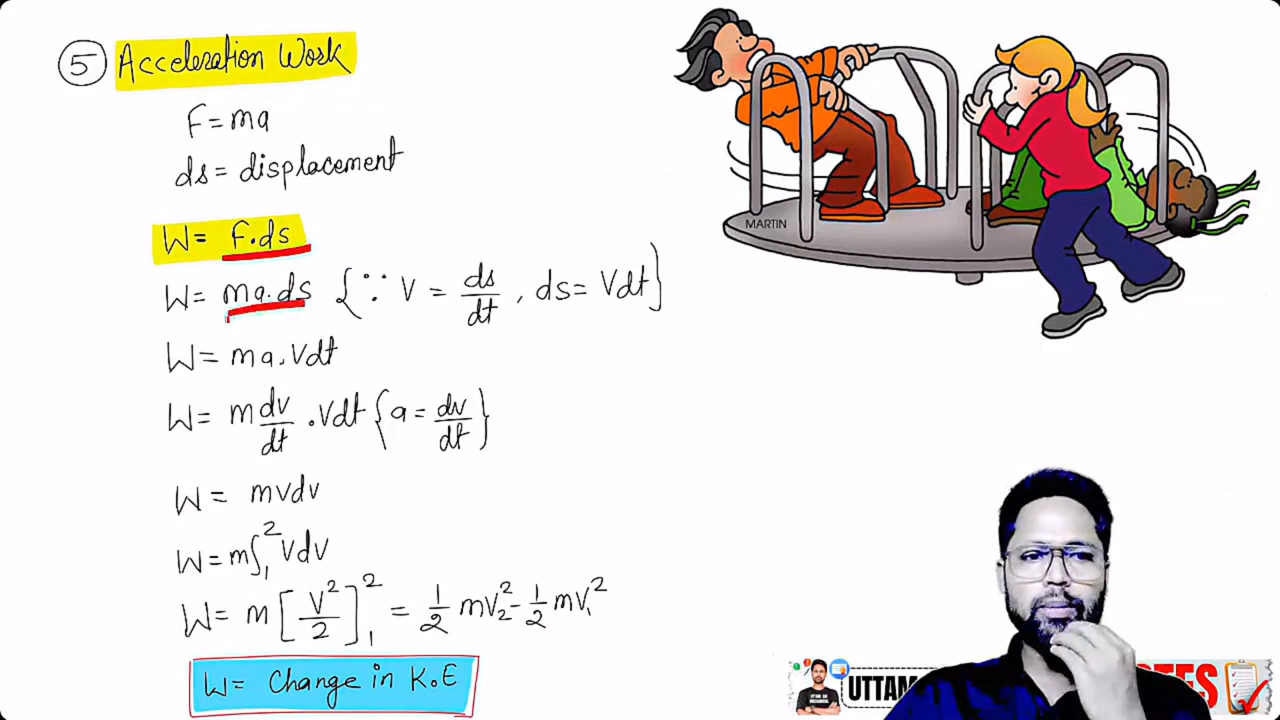 5 Acceleration Work
F = ma
ds = displacement
W = F.ds
W = ma.ds {∵ V = ds/dt, ds = Vdt}
W = ma.Vdt
W = m dv/dt .Vdt {a = dv/dt}
W = mvdv
W = m∫₁² Vdv
W = m[V²/2]₁² = 1/2 mV₂² - 1/2 mV₁²
W = Change in K.E
MARTIN
UTTAM